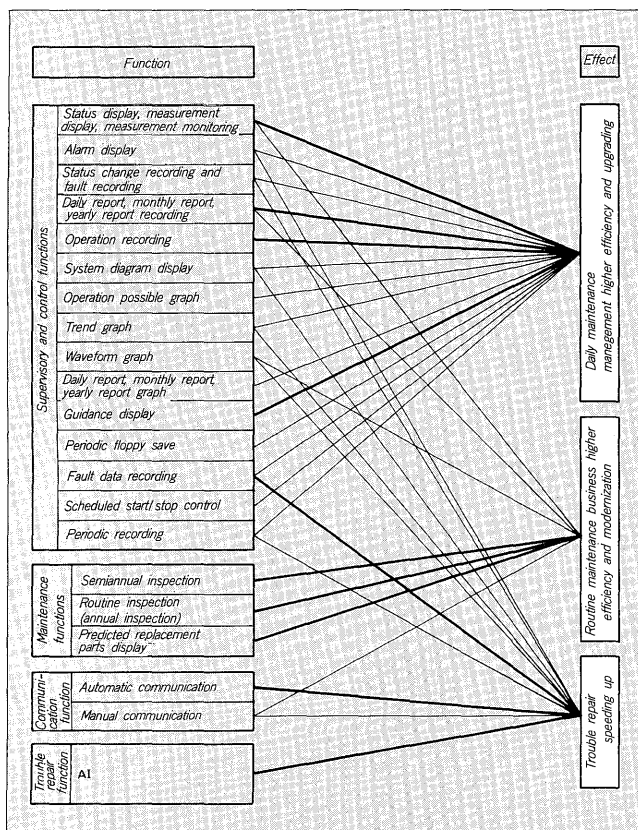 Function
Effect
Supervisory and control functions
Status display, measurement
display, measurement monitoring
Alarm display
Status change recording and
fault recording
Daily report, monthly report,
yearly report recording
Operation recording
System diagram display
Operation possible graph
Trend graph
Waveform graph
Daily report, monthly report,
yearly report graph
Guidance display
Periodic floppy save
Fault data recording
Scheduled start/stop control
Periodic recording
Maintenance
functions
Semiannual inspection
Routine inspection
(annual inspection)
Predicted replacement
parts display
Communi-
cation
function
Automatic communication
Manual communication
Trouble
repair
function
AI
Daily maintenance
manegement higher efficiency and upgrading
Routine maintenance business higher
efficiency and modernization
Trouble repair
speeding up